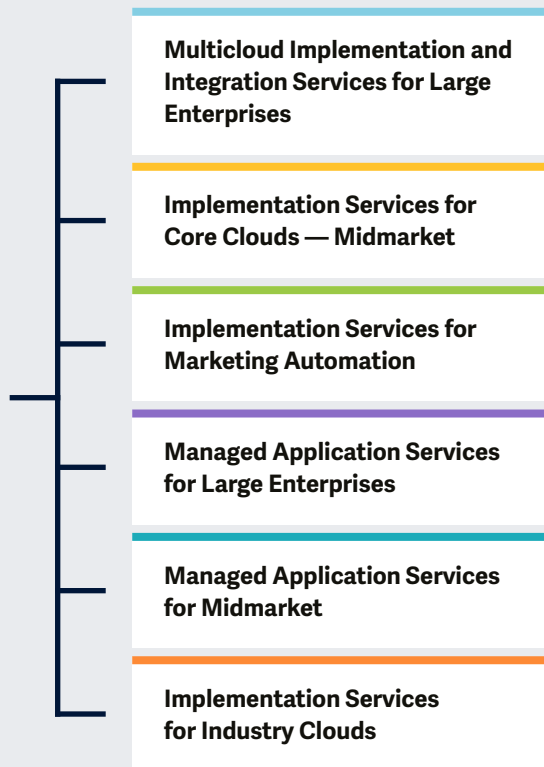 Multicloud Implementation and
Integration Services for Large
Enterprises
Implementation Services for
Core Clouds — Midmarket
Implementation Services for
Marketing Automation
Managed Application Services
for Large Enterprises
Managed Application Services
for Midmarket
Implementation Services
for Industry Clouds